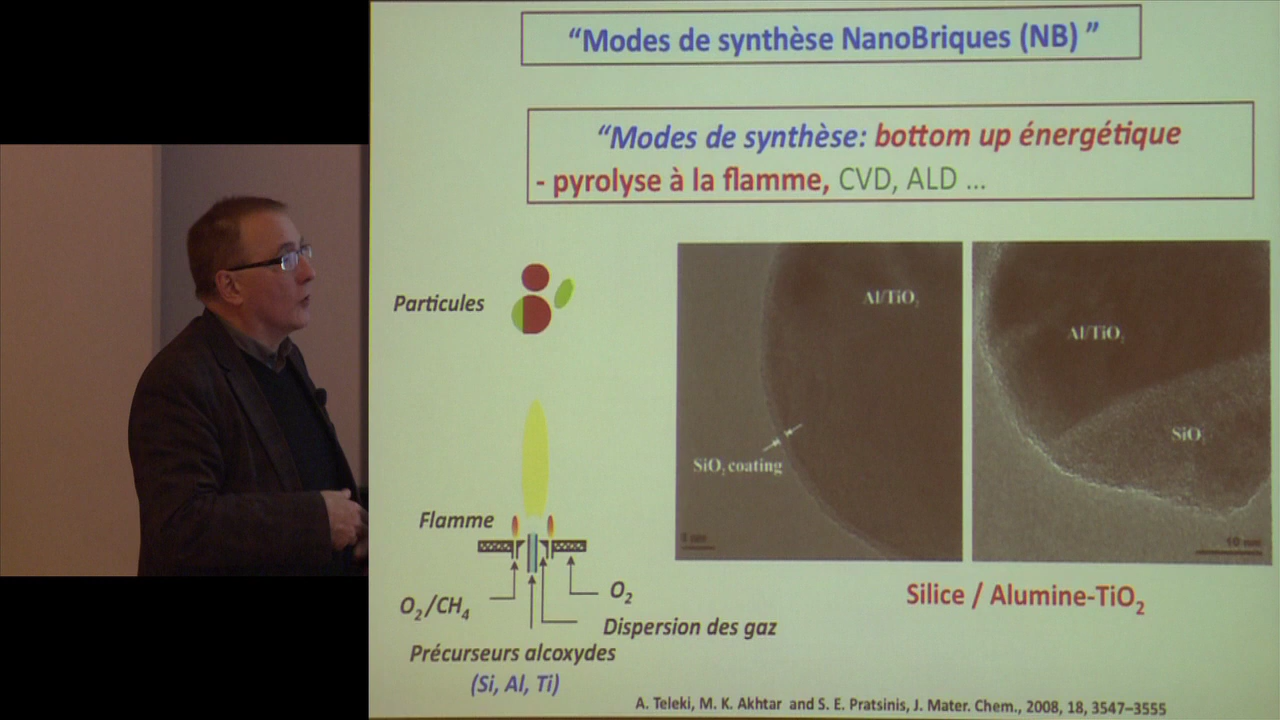 “Modes de synthèse NanoBriques (NB) ”
“Modes de synthèse: bottom up énergétique
- pyrolyse à la flamme, CVD, ALD ...
Particules
Al/TiO2
SiO2 coating
Al/TiO2
SiO2
10 nm
Flamme
O2/CH4
O2
Dispersion des gaz
Précurseurs alcoxydes
(Si, Al, Ti)
Silice / Alumine-TiO2
A. Teleki, M. K. Akhtar and S. E. Pratsinis, J. Mater. Chem., 2008, 18, 3547–3555